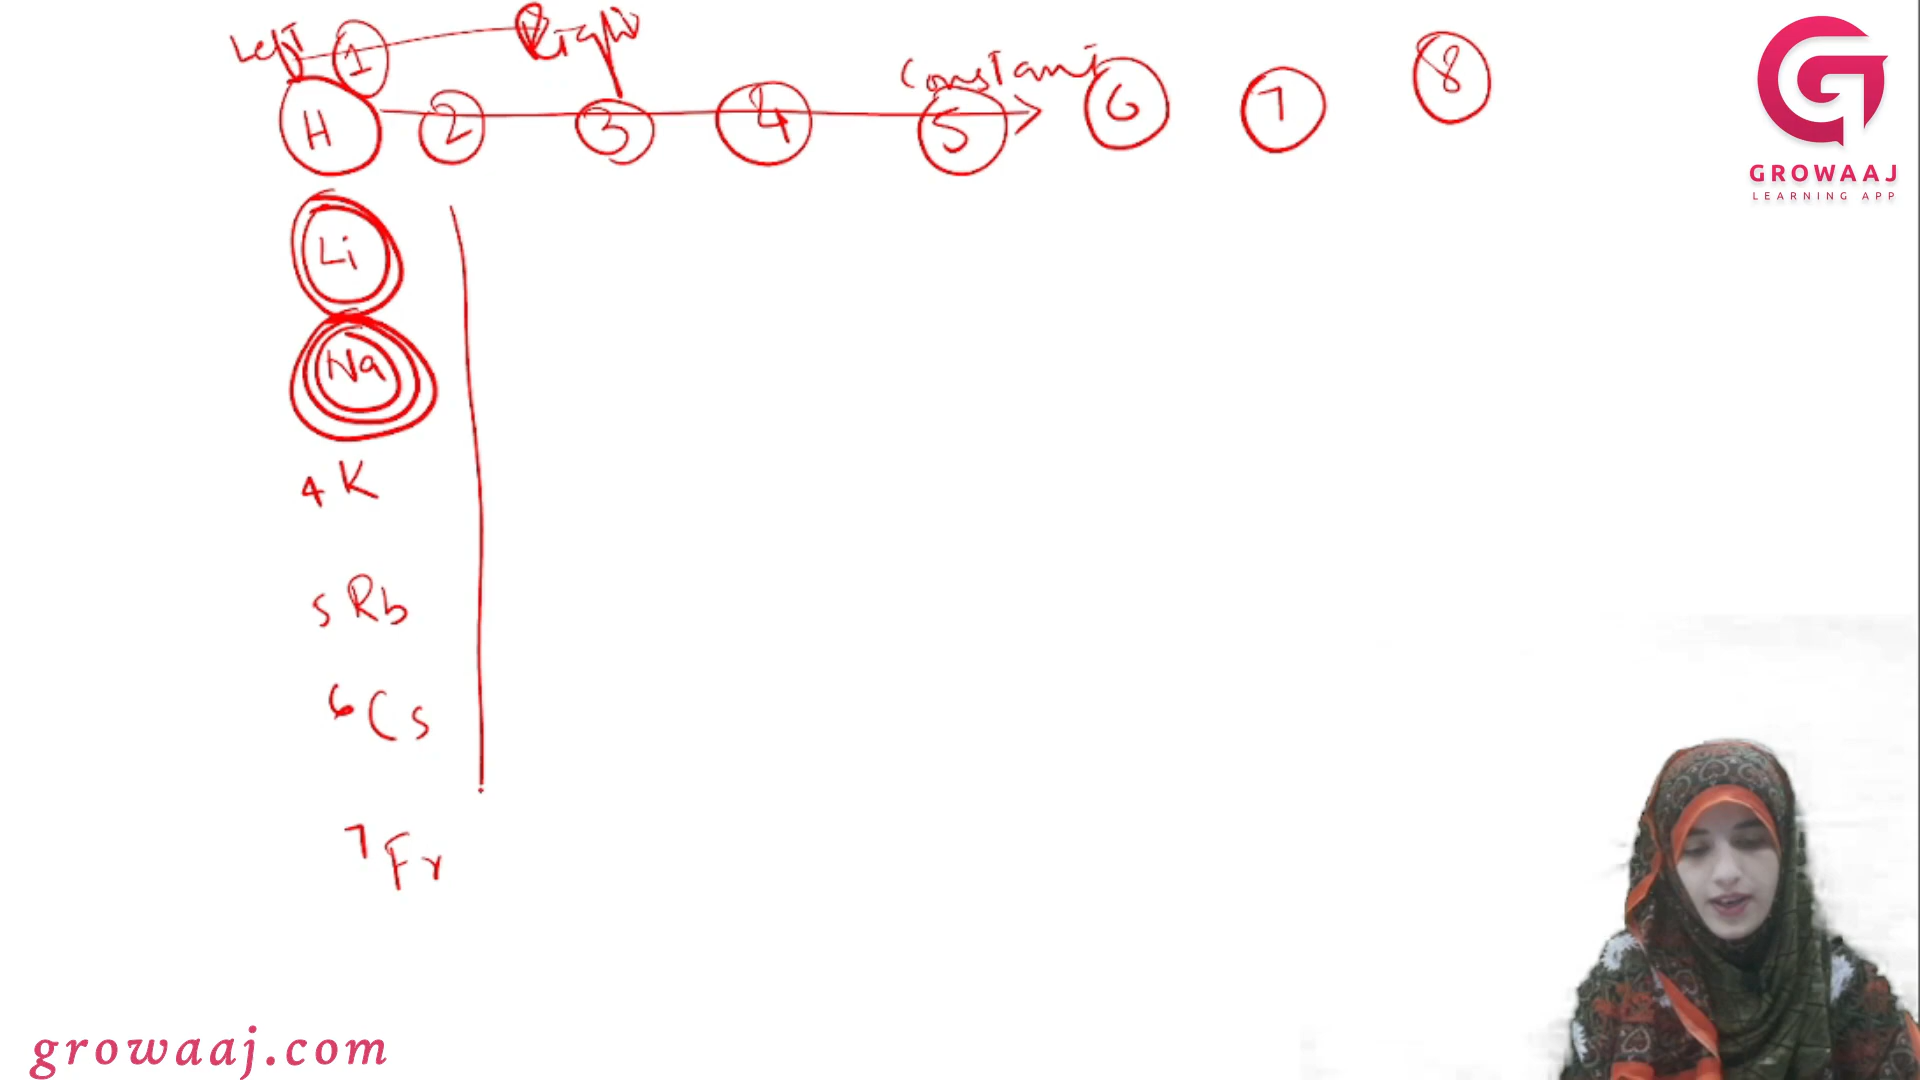 Left 1 Right
H 2 3 4 5 Constant 6 7 8
Li
Na
4 K
5 Rb
6 Cs
7 Fr
GROWAAJ
LEARNING APP
growaaj.com